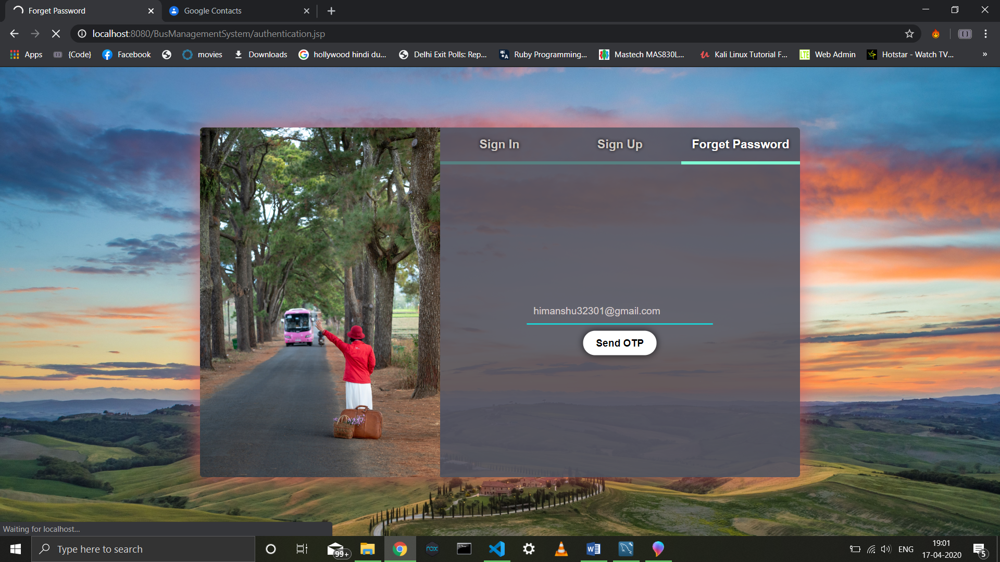 Forget Password
Google Contacts
localhost:8080/BusManagementSystem/authentication.jsp
Apps
{Code}
Facebook
movies
Downloads
hollywood hindi du...
Delhi Exit Polls: Rep...
Ruby Programming...
Mastech MAS830L...
Kali Linux Tutorial F...
LTE
Web Admin
Hotstar - Watch TV...
»
Sign In
Sign Up
Forget Password
himanshu32301@gmail.com
Send OTP
Waiting for localhost...
Type here to search
99+
nox
ENG
19:01
17-04-2020
5